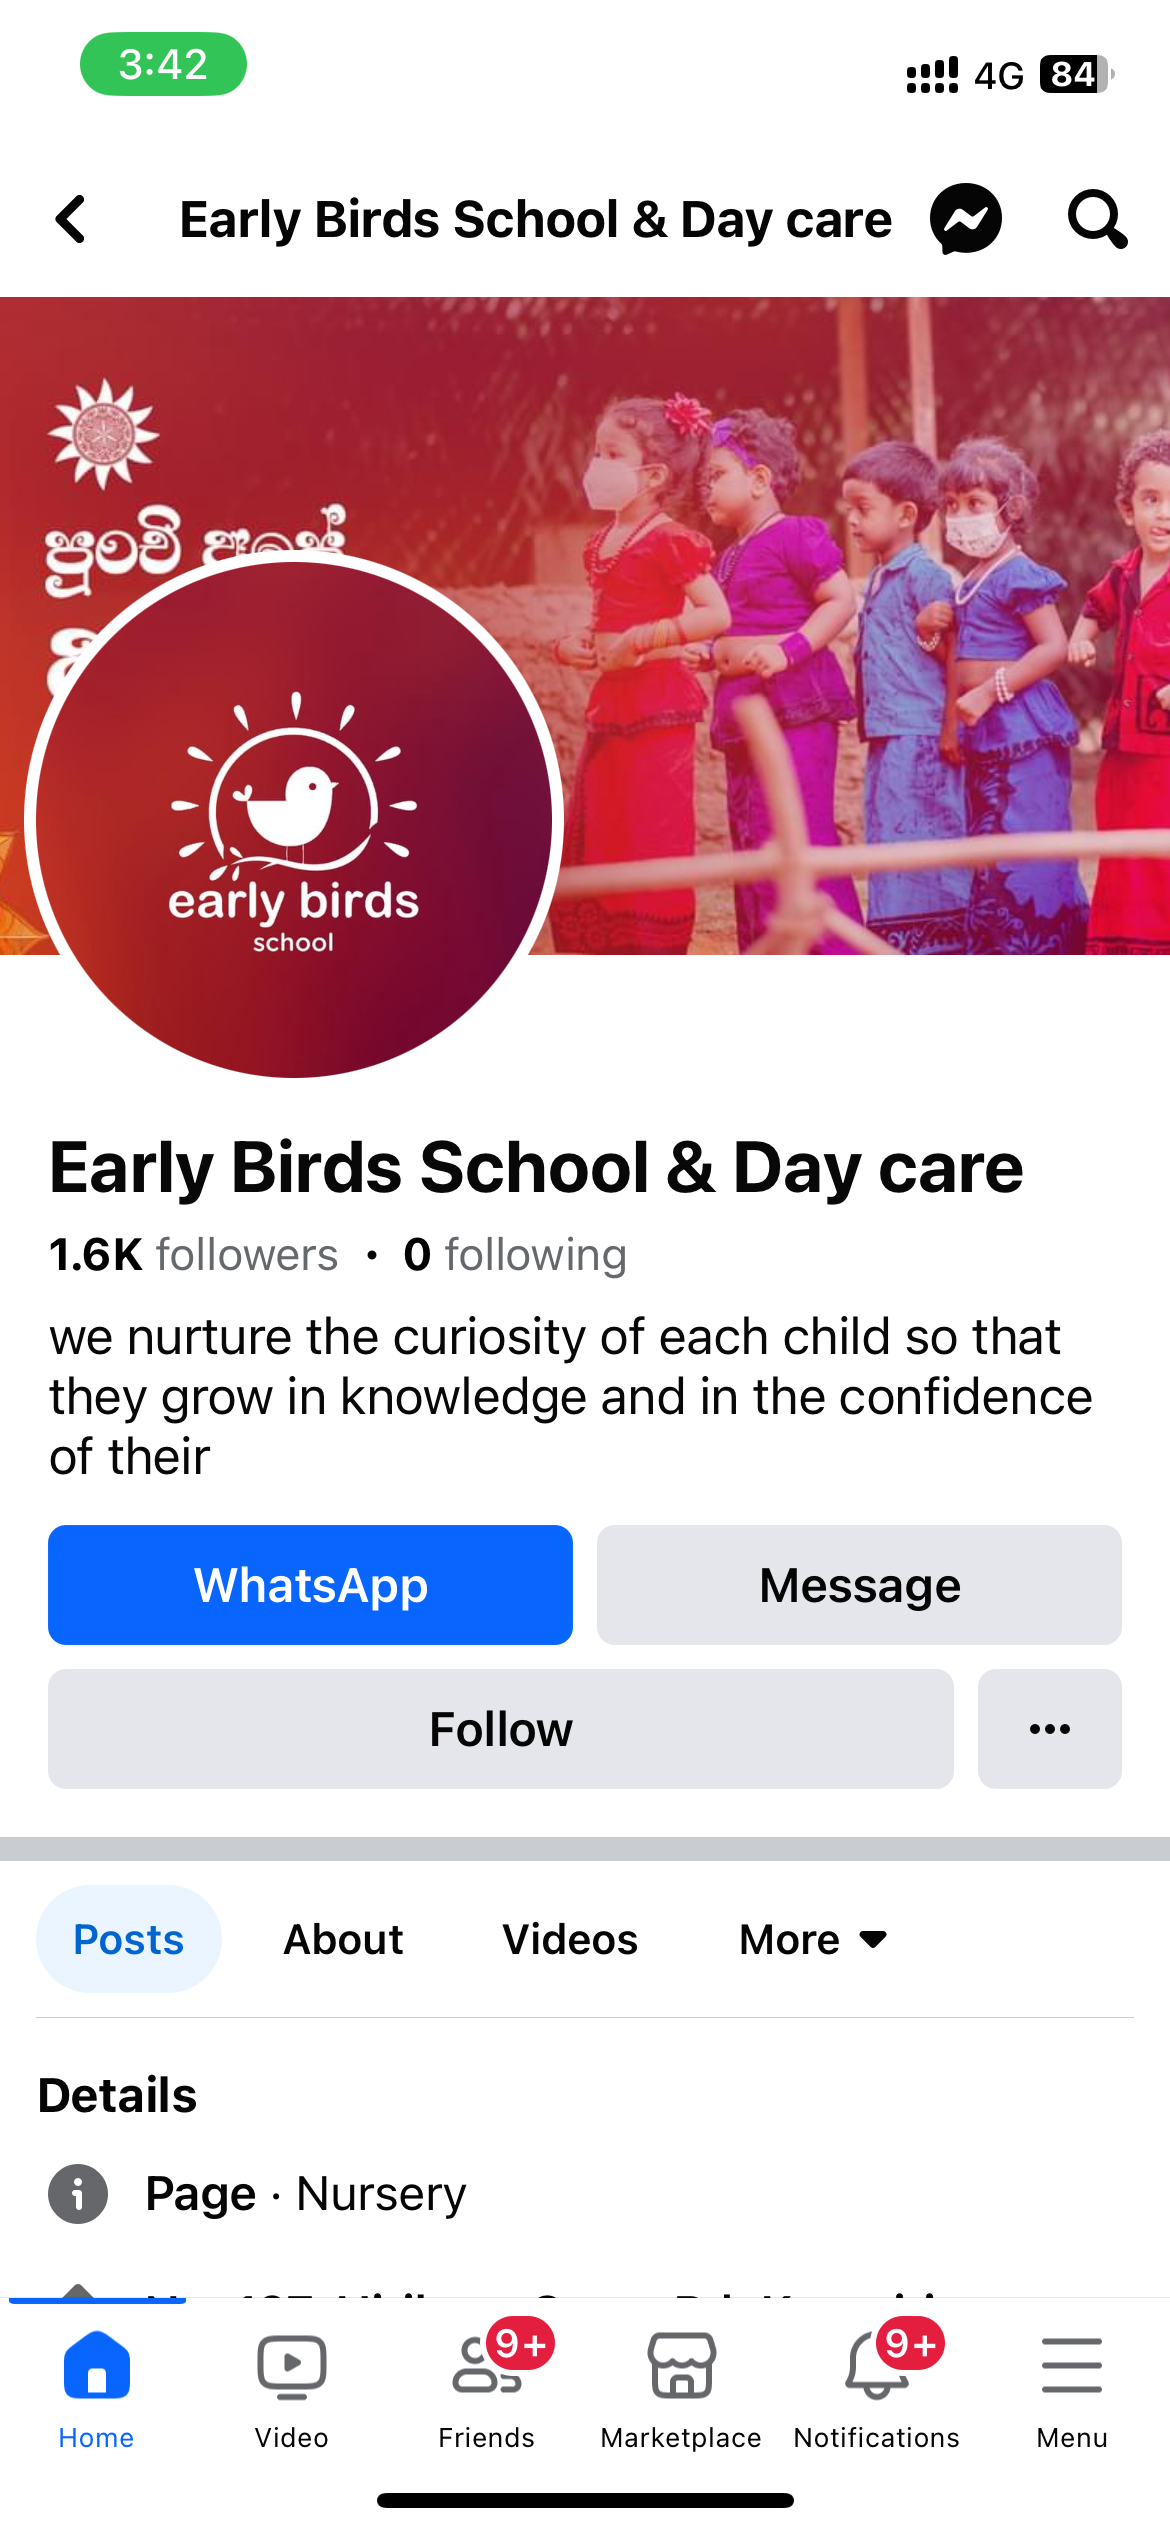 3:42
4G 84
Early Birds School & Day care
පුංචි අපේ
early birds
school
Early Birds School & Day care
1.6K followers · 0 following
we nurture the curiosity of each child so that
they grow in knowledge and in the confidence
of their
WhatsApp
Message
Follow
Posts
About
Videos
More
Details
Page · Nursery
9+
9+
Home
Video
Friends
Marketplace
Notifications
Menu